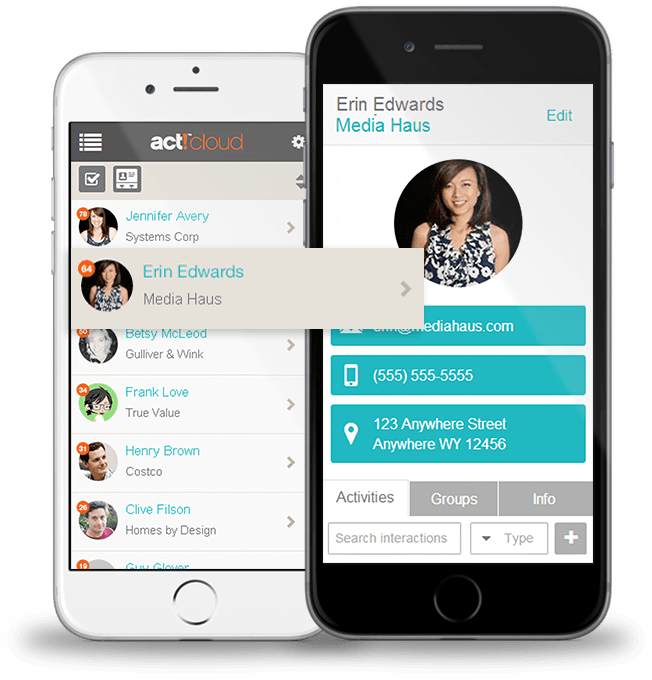 act!cloud
78
Jennifer Avery
Systems Corp
64
Erin Edwards
Media Haus
Betsy McLeod
Gulliver & Wink
34
Frank Love
True Value
31
Henry Brown
Costco
26
Clive Filson
Homes by Design
19
Guy Glover
Erin Edwards
Media Haus
Edit
erin@mediahaus.com
(555) 555-5555
123 Anywhere Street
Anywhere WY 12456
Activities
Groups
Info
Search interactions
Type